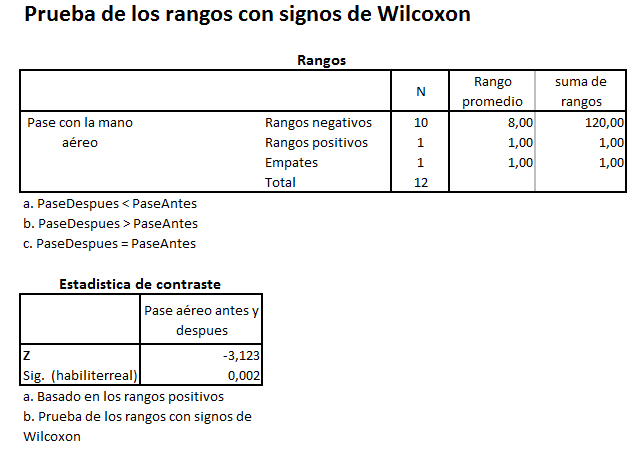 Prueba de los rangos con signos de Wilcoxon
Rangos
N Rango promedio suma de rangos
Pase con la mano aéreo Rangos negativos 10 8,00 120,00
Rangos positivos 1 1,00 1,00
Empates 1 1,00 1,00
Total 12
a. PaseDespues < PaseAntes
b. PaseDespues > PaseAntes
c. PaseDespues = PaseAntes
Estadistica de contraste
Pase aéreo antes y
despues
Z -3,123
Sig. (habiliterreal) 0,002
a. Basado en los rangos positivos
b. Prueba de los rangos con signos de
Wilcoxon